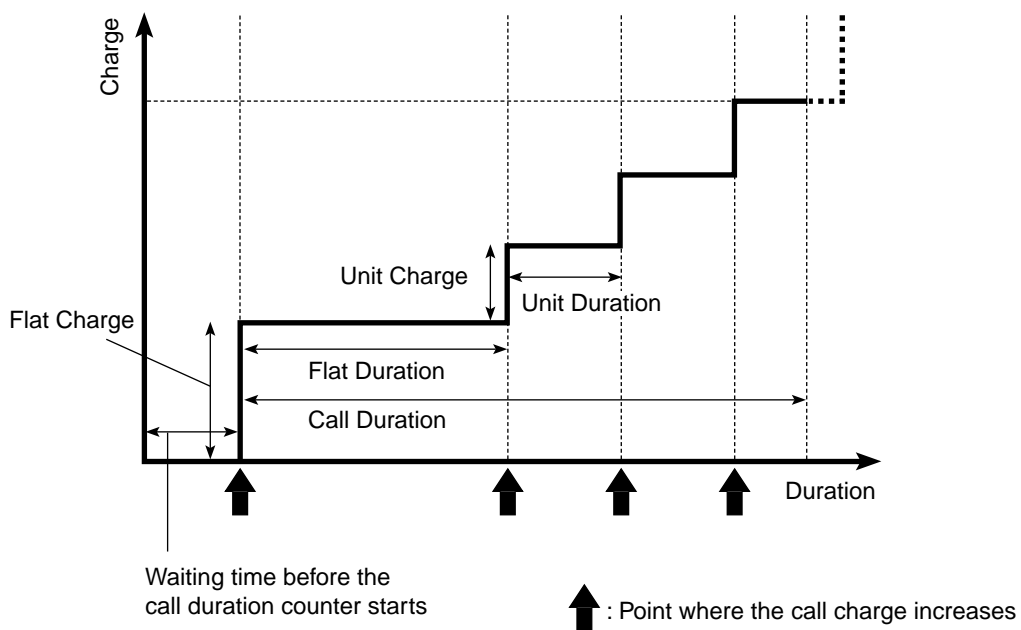 Charge
Unit Charge
Unit Duration
Flat Charge
Flat Duration
Call Duration
Duration
Waiting time before the
call duration counter starts
: Point where the call charge increases